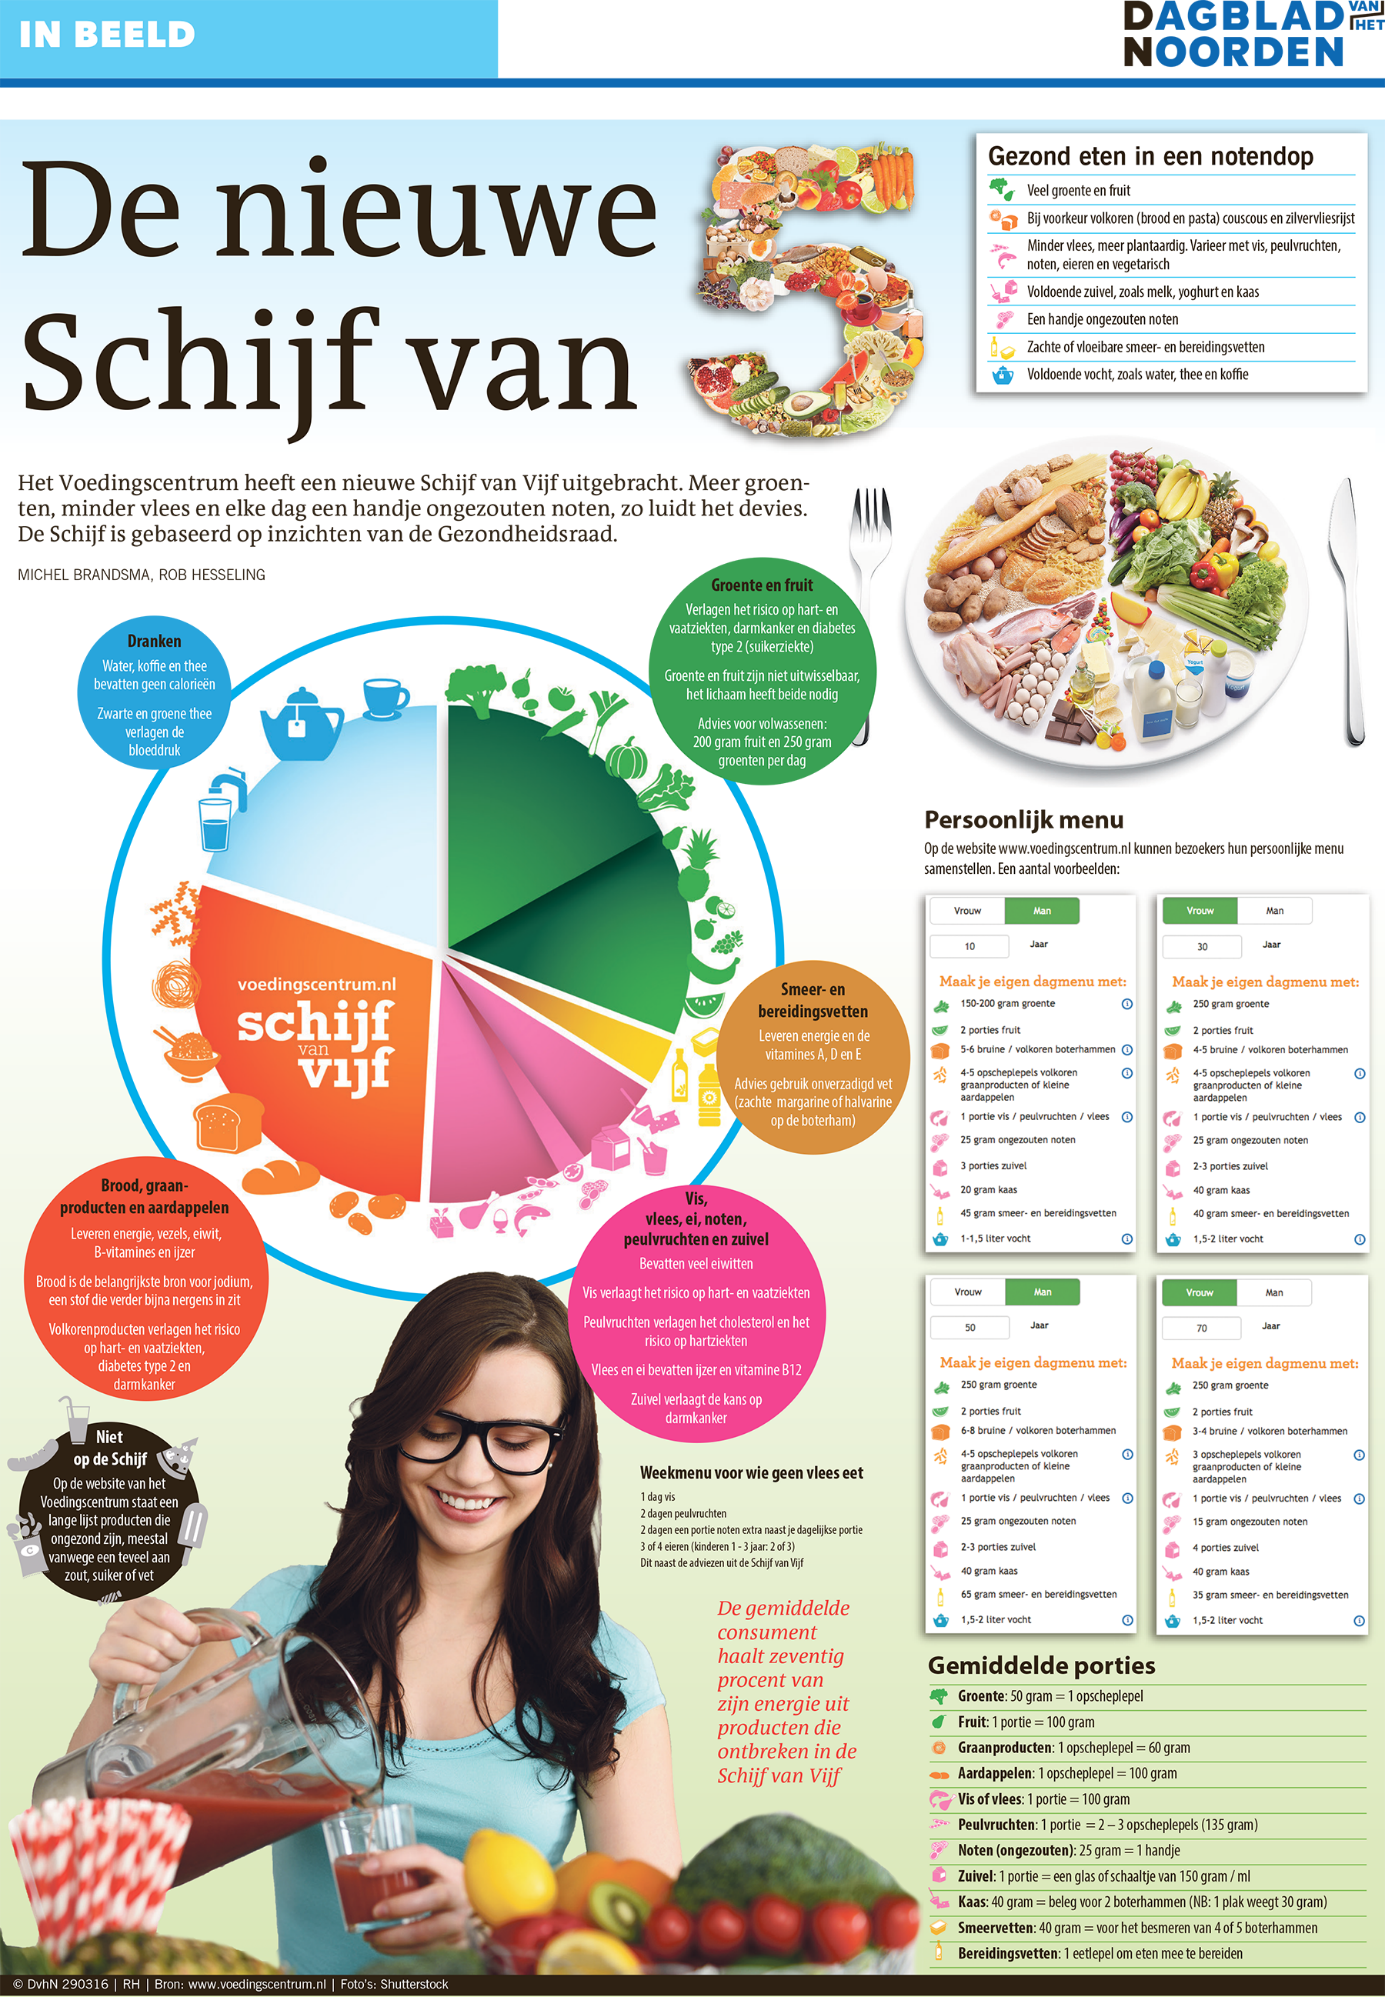 IN BEELD
DAGBLAD VAN HET
NOORDEN
De nieuwe
Schijf van 5
Gezond eten in een notendop
Veel groente en fruit
Bij voorkeur volkoren (brood en pasta) couscous en zilvervliesrijst
Minder vlees, meer plantaardig. Varieer met vis, peulvruchten,
noten, eieren en vegetarisch
Voldoende zuivel, zoals melk, yoghurt en kaas
Een handje ongezouten noten
Zachte of vloeibare smeer- en bereidingsvetten
Voldoende vocht, zoals water, thee en koffie
Het Voedingscentrum heeft een nieuwe Schijf van Vijf uitgebracht. Meer groen-
ten, minder vlees en elke dag een handje ongezouten noten, zo luidt het devies.
De Schijf is gebaseerd op inzichten van de Gezondheidsraad.
MICHEL BRANDSMA, ROB HESSELING
Dranken
Water, koffie en thee
bevatten geen calorieën
Zwarte en groene thee
verlagen de
bloeddruk
Groente en fruit
Verlagen het risico op hart- en
vaatziekten, darmkanker en diabetes
type 2 (suikerziekte)
Groente en fruit zijn niet uitwisselbaar,
het lichaam heeft beide nodig
Advies voor volwassenen:
200 gram fruit en 250 gram
groenten per dag
voedingscentrum.nl
schijf
van
vijf
Smeer- en
bereidingsvetten
Leveren energie en de
vitamines A, D en E
Advies gebruik onverzadigd vet
(zachte margarine of halvarine
op de boterham)
Brood, graan-
producten en aardappelen
Leveren energie, vezels, eiwit,
B-vitamines en ijzer
Brood is de belangrijkste bron voor jodium,
een stof die verder bijna nergens in zit
Volkorenproducten verlagen het risico
op hart- en vaatziekten,
diabetes type 2 en
darmkanker
Vis,
vlees, ei, noten,
peulvruchten en zuivel
Bevatten veel eiwitten
Vis verlaagt het risico op hart- en vaatziekten
Peulvruchten verlagen het cholesterol en het
risico op hartziekten
Vlees en ei bevatten ijzer en vitamine B12
Zuivel verlaagt de kans op
darmkanker
Niet
op de Schijf
Op de website van het
Voedingscentrum staat een
lange lijst producten die
ongezond zijn, meestal
vanwege een teveel aan
zout, suiker of vet
C
Weekmenu voor wie geen vlees eet
1 dag vis
2 dagen peulvruchten
2 dagen een portie noten extra naast je dagelijkse portie
3 of 4 eieren (kinderen 1 - 3 jaar: 2 of 3)
Dit naast de adviezen uit de Schijf van Vijf
De gemiddelde
consument
haalt zeventig
procent van
zijn energie uit
producten die
ontbreken in de
Schijf van Vijf
Yogurt
Persoonlijk menu
Op de website www.voedingscentrum.nl kunnen bezoekers hun persoonlijke menu
samenstellen. Een aantal voorbeelden:
Vrouw Man
10 Jaar
Maak je eigen dagmenu met:
150-200 gram groente
2 porties fruit
5-6 bruine / volkoren boterhammen
4-5 opscheplepels volkoren
graanproducten of kleine
aardappelen
1 portie vis / peulvruchten / vlees
25 gram ongezouten noten
3 porties zuivel
20 gram kaas
45 gram smeer- en bereidingsvetten
1-1,5 liter vocht
Vrouw Man
30 Jaar
Maak je eigen dagmenu met:
250 gram groente
2 porties fruit
4-5 bruine / volkoren boterhammen
4-5 opscheplepels volkoren
graanproducten of kleine
aardappelen
1 portie vis / peulvruchten / vlees
25 gram ongezouten noten
2-3 porties zuivel
40 gram kaas
40 gram smeer- en bereidingsvetten
1,5-2 liter vocht
Vrouw Man
50 Jaar
Maak je eigen dagmenu met:
250 gram groente
2 porties fruit
6-8 bruine / volkoren boterhammen
4-5 opscheplepels volkoren
graanproducten of kleine
aardappelen
1 portie vis / peulvruchten / vlees
25 gram ongezouten noten
2-3 porties zuivel
40 gram kaas
65 gram smeer- en bereidingsvetten
1,5-2 liter vocht
Vrouw Man
70 Jaar
Maak je eigen dagmenu met:
250 gram groente
2 porties fruit
3-4 bruine / volkoren boterhammen
3 opscheplepels volkoren
graanproducten of kleine
aardappelen
1 portie vis / peulvruchten / vlees
15 gram ongezouten noten
4 porties zuivel
40 gram kaas
35 gram smeer- en bereidingsvetten
1,5-2 liter vocht
Gemiddelde porties
Groente: 50 gram = 1 opscheplepel
Fruit: 1 portie = 100 gram
Graanproducten: 1 opscheplepel = 60 gram
Aardappelen: 1 opscheplepel = 100 gram
Vis of vlees: 1 portie = 100 gram
Peulvruchten: 1 portie = 2 – 3 opscheplepels (135 gram)
Noten (ongezouten): 25 gram = 1 handje
Zuivel: 1 portie = een glas of schaaltje van 150 gram / ml
Kaas: 40 gram = beleg voor 2 boterhammen (NB: 1 plak weegt 30 gram)
Smeervetten: 40 gram = voor het besmeren van 4 of 5 boterhammen
Bereidingsvetten: 1 eetlepel om eten mee te bereiden
© DvhN 290316 | RH | Bron: www.voedingscentrum.nl | Foto's: Shutterstock